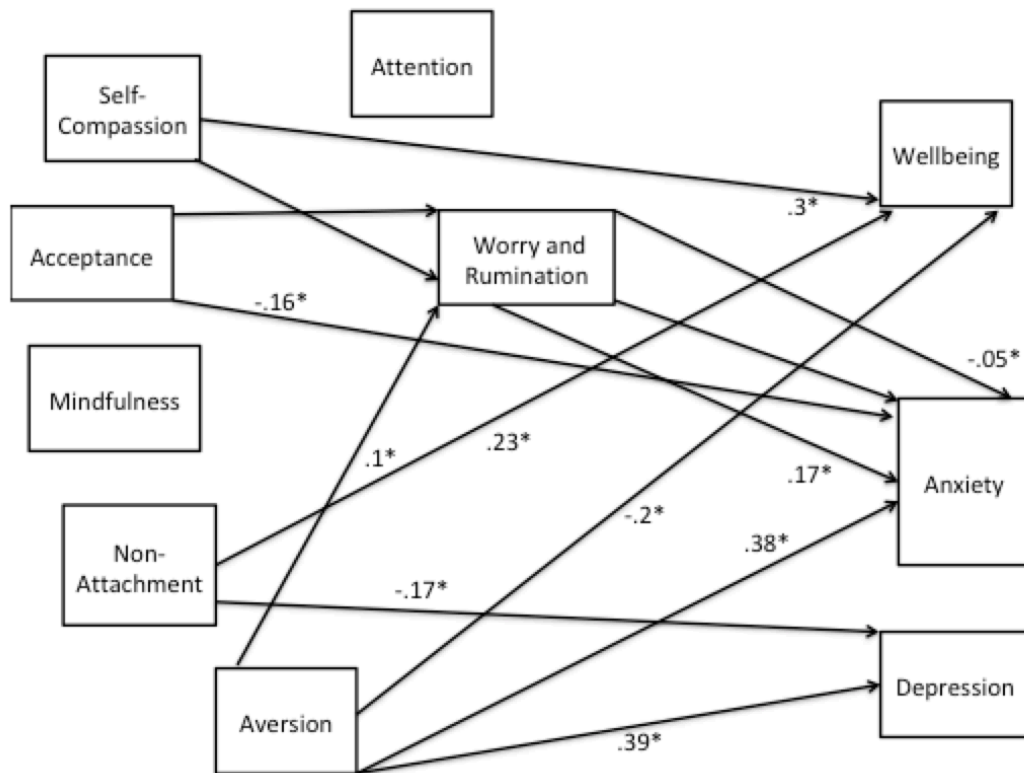 Attention
Self-
Compassion
Wellbeing
.3*
Acceptance
Worry and
Rumination
-.16*
-.05*
Mindfulness
.1*
.23*
.17*
Anxiety
-.2*
.38*
Non-
Attachment
-.17*
Depression
Aversion
.39*